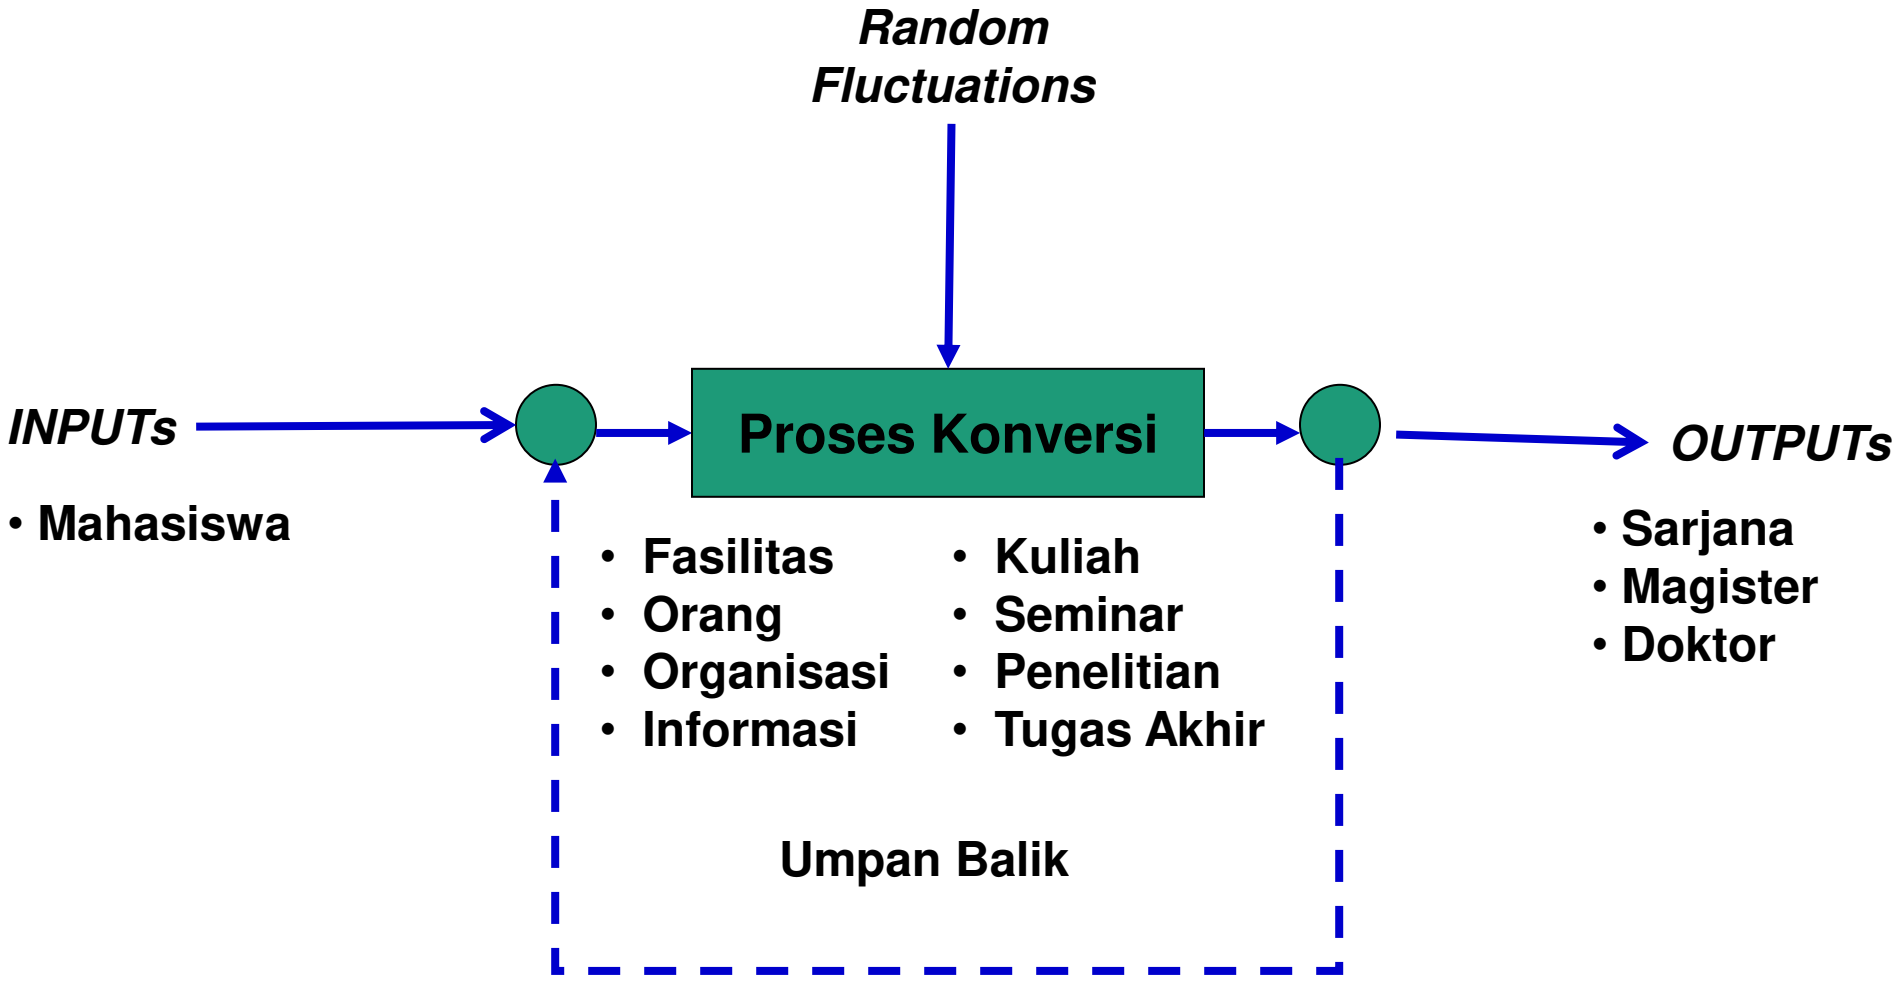 Random
Fluctuations
INPUTs
Proses Konversi
OUTPUTs
• Mahasiswa
• Fasilitas
• Orang
• Organisasi
• Informasi
• Kuliah
• Seminar
• Penelitian
• Tugas Akhir
• Sarjana
• Magister
• Doktor
Umpan Balik